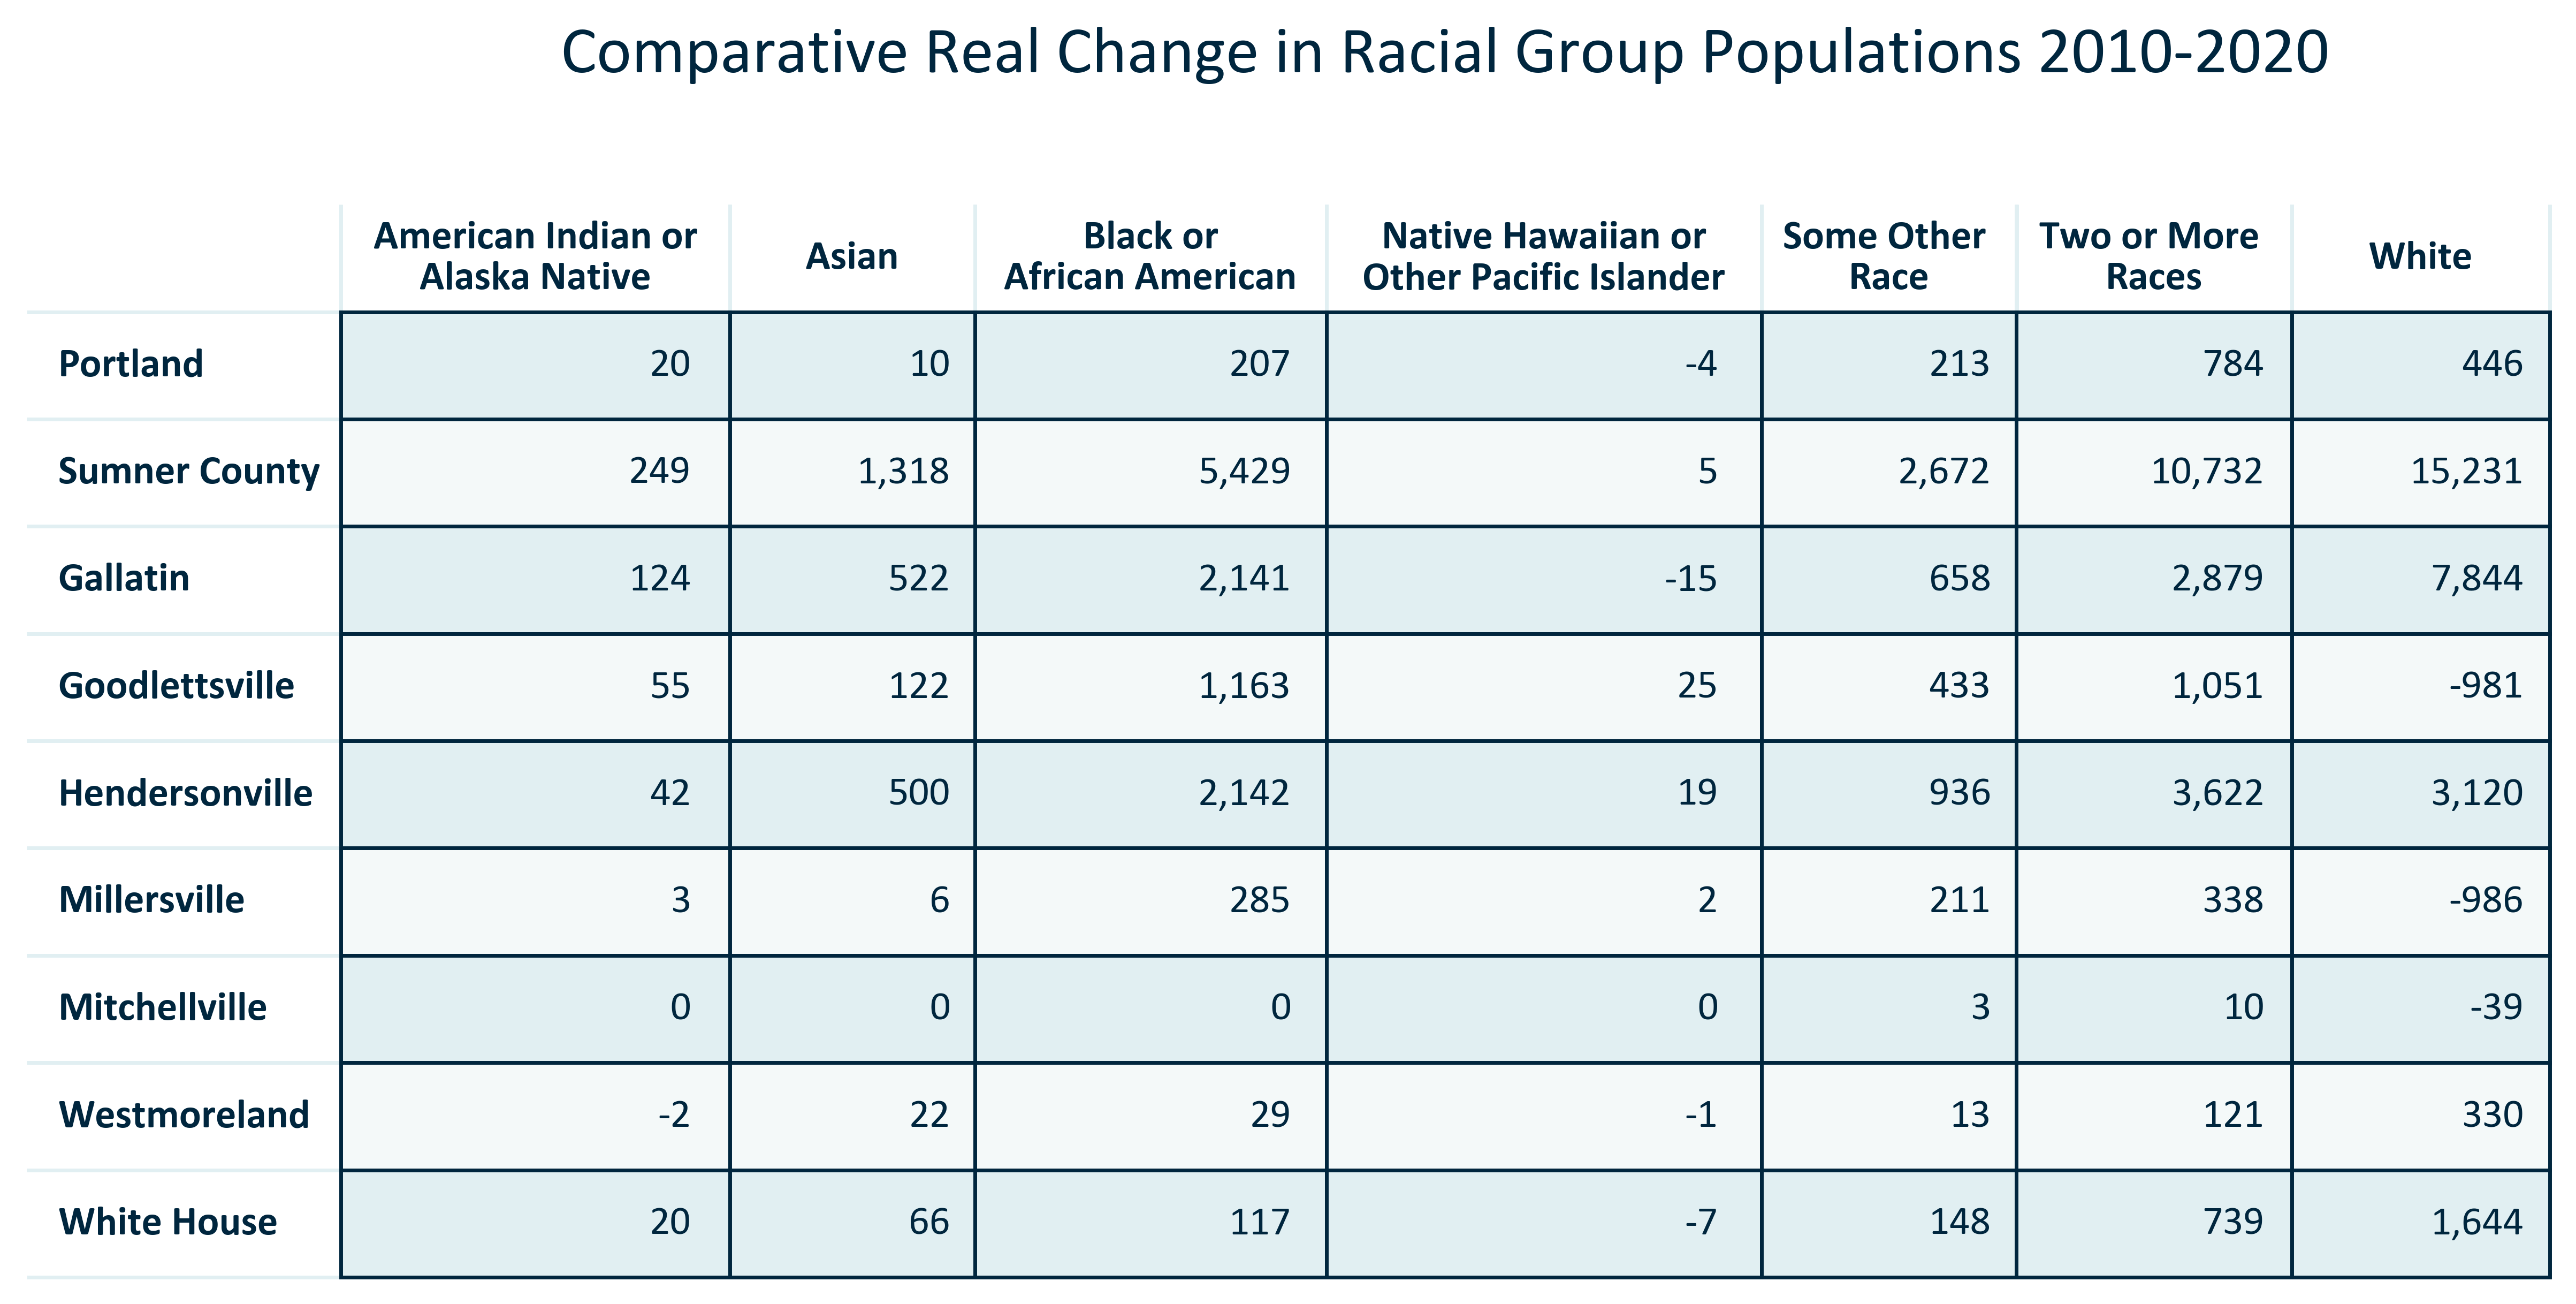 Comparative Real Change in Racial Group Populations 2010-2020
American Indian or Alaska Native Asian Black or African American Native Hawaiian or Other Pacific Islander Some Other Race Two or More Races White
Portland 20 10 207 -4 213 784 446
Sumner County 249 1,318 5,429 5 2,672 10,732 15,231
Gallatin 124 522 2,141 -15 658 2,879 7,844
Goodlettsville 55 122 1,163 25 433 1,051 -981
Hendersonville 42 500 2,142 19 936 3,622 3,120
Millersville 3 6 285 2 211 338 -986
Mitchellville 0 0 0 0 3 10 -39
Westmoreland -2 22 29 -1 13 121 330
White House 20 66 117 -7 148 739 1,644